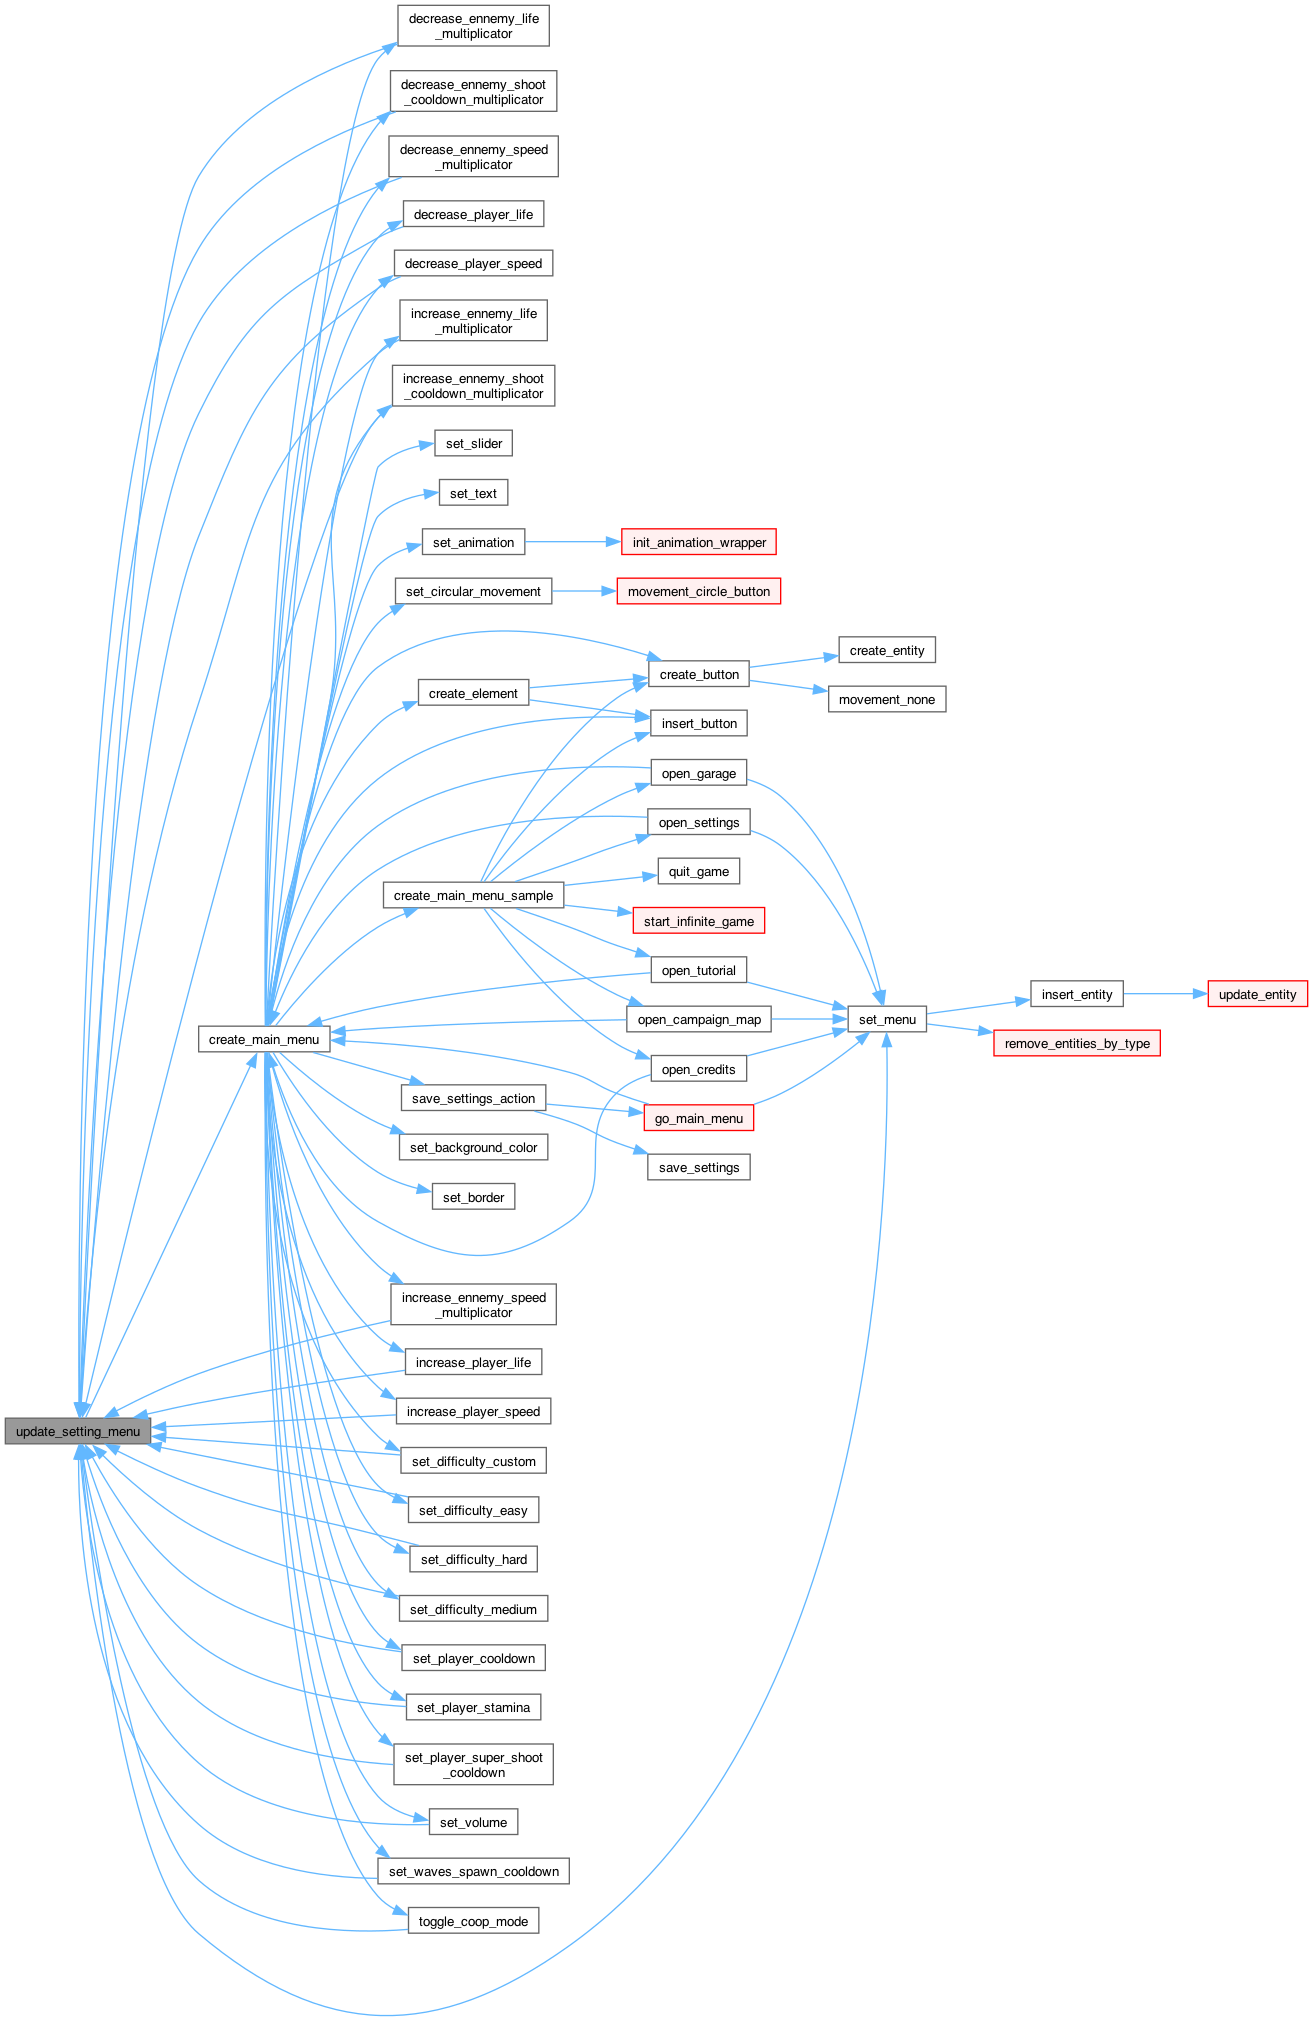 decrease_ennemy_life
_multiplicator
decrease_ennemy_shoot
_cooldown_multiplicator
decrease_ennemy_speed
_multiplicator
decrease_player_life
decrease_player_speed
increase_ennemy_life
_multiplicator
increase_ennemy_shoot
_cooldown_multiplicator
set_slider
set_text
set_animation
init_animation_wrapper
set_circular_movement
movement_circle_button
create_entity
create_button
create_element
movement_none
insert_button
open_garage
open_settings
quit_game
create_main_menu_sample
start_infinite_game
open_tutorial
insert_entity
update_entity
open_campaign_map
set_menu
create_main_menu
remove_entities_by_type
open_credits
save_settings_action
go_main_menu
set_background_color
save_settings
set_border
increase_ennemy_speed
_multiplicator
increase_player_life
increase_player_speed
update_setting_menu
set_difficulty_custom
set_difficulty_easy
set_difficulty_hard
set_difficulty_medium
set_player_cooldown
set_player_stamina
set_player_super_shoot
_cooldown
set_volume
set_waves_spawn_cooldown
toggle_coop_mode